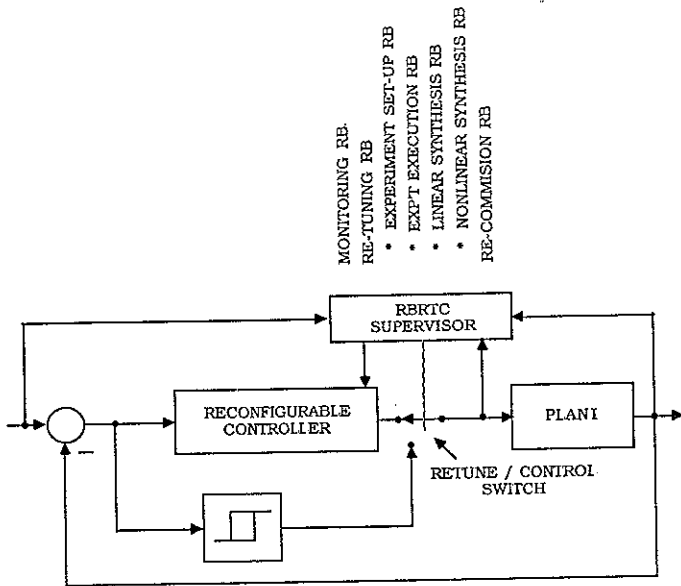 MONITORING RB.
RE-TUNING RB
• EXPERIMENT SET-UP RB
• EXPT EXECUTION RB
• LINEAR SYNTHESIS RB
• NONLINEAR SYNTHESIS RB
RE-COMMISION RB
RBRTC
SUPERVISOR
RECONFIGURABLE
CONTROLLER
PLANT
RETUNE / CONTROL
SWITCH